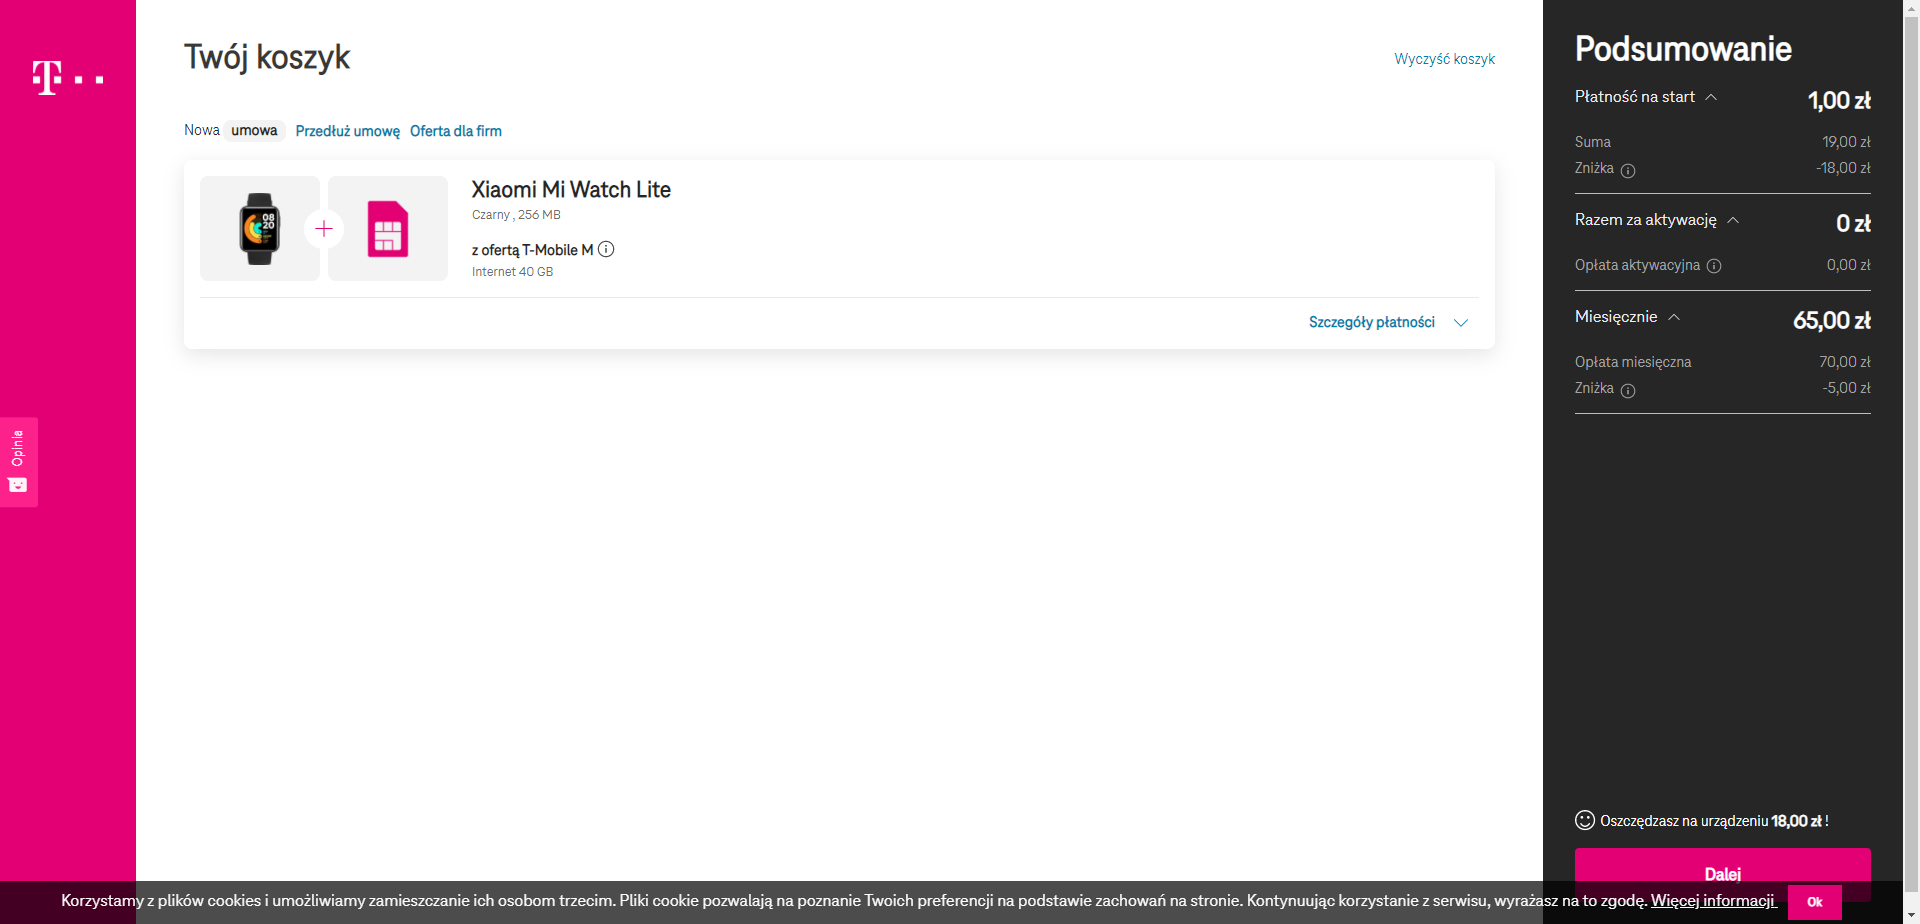 T
Twój koszyk
Wyczyść koszyk
Nowa umowa Przedłuż umowę Oferta dla firm
08
20
Xiaomi Mi Watch Lite
Czarny , 256 MB
z ofertą T-Mobile M
Internet 40 GB
Szczegóły płatności
Opinia
Podsumowanie
Płatność na start 1,00 zł
Suma 19,00 zł
Zniżka -18,00 zł
Razem za aktywację 0 zł
Opłata aktywacyjna 0,00 zł
Miesięcznie 65,00 zł
Opłata miesięczna 70,00 zł
Zniżka -5,00 zł
Oszczędzasz na urządzeniu 18,00 zł !
Dalej
Korzystamy z plików cookies i umożliwiamy zamieszczanie ich osobom trzecim. Pliki cookie pozwalają na poznanie Twoich preferencji na podstawie zachowań na stronie. Kontynuując korzystanie z serwisu, wyrażasz na to zgodę. Więcej informacji Ok